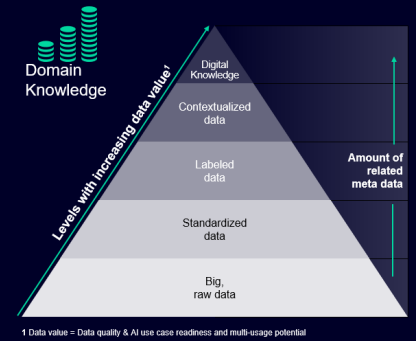 Domain
Knowledge
Levels with increasing data value¹
Digital
Knowledge
Contextualized
data
Labeled
data
Standardized
data
Big,
raw data
Amount of
related
meta data
1 Data value = Data quality & AI use case readiness and multi-usage potential